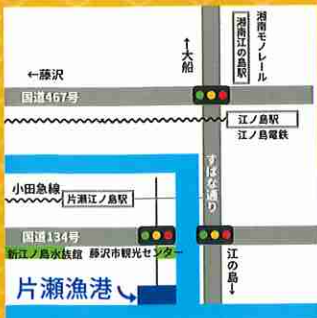 湘南モノレール
湘南江の島駅
↑大船
←藤沢
国道467号
江ノ島駅
江ノ島電鉄
すばな通り
小田急線
片瀬江ノ島駅
国道134号
新江ノ島水族館
藤沢市観光センター
江の島↓
片瀬漁港